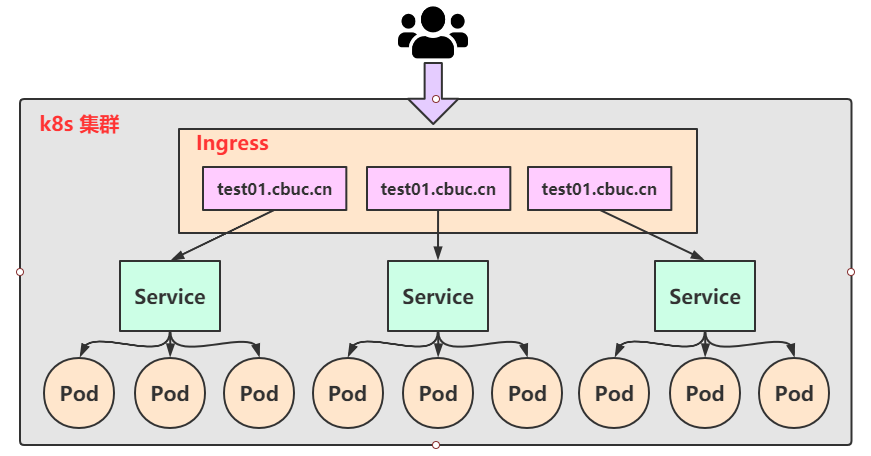 k8s 集群
Ingress
test01.cbuc.cn
test01.cbuc.cn
test01.cbuc.cn
Service
Service
Service
Pod
Pod
Pod
Pod
Pod
Pod
Pod
Pod
Pod